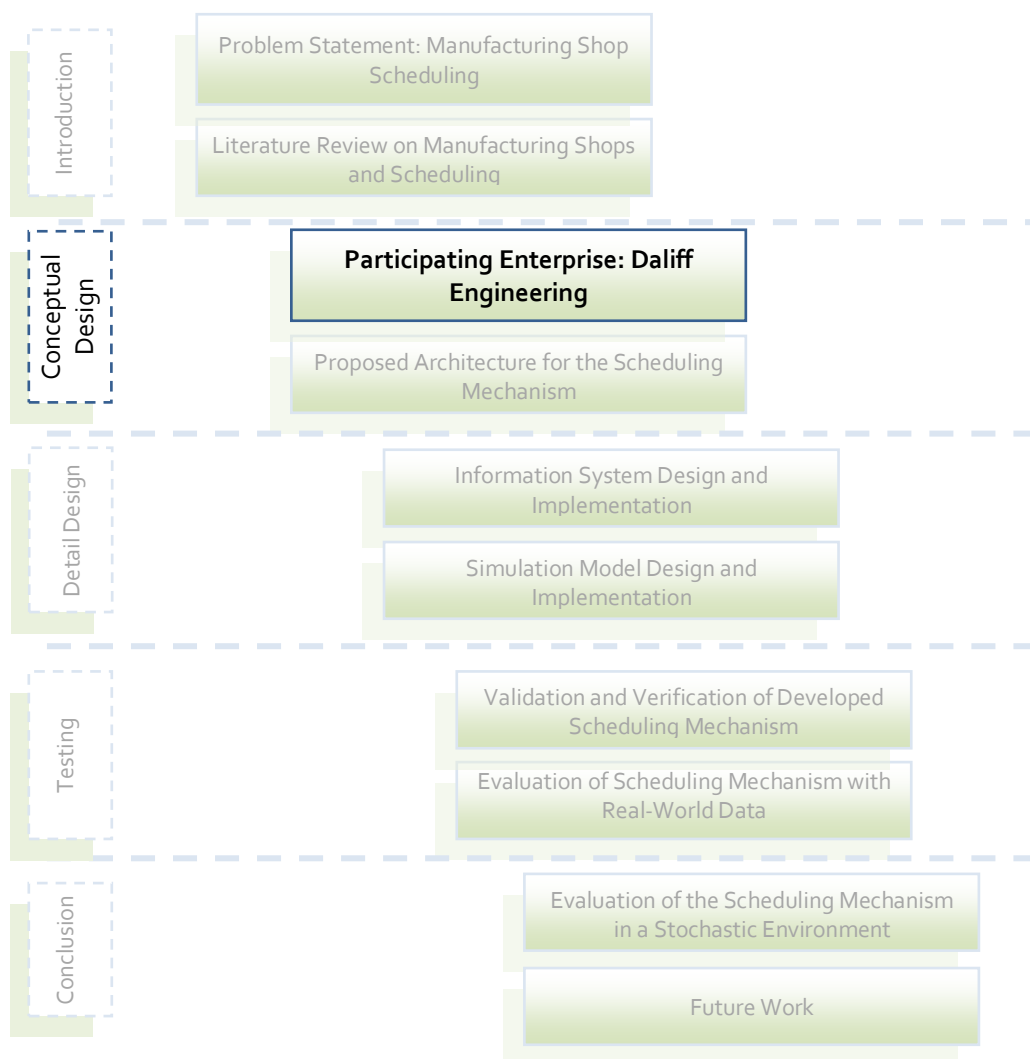 Introduction
Problem Statement: Manufacturing Shop
Scheduling
Literature Review on Manufacturing Shops
and Scheduling
Conceptual
Design
Participating Enterprise: Daliff
Engineering
Proposed Architecture for the Scheduling
Mechanism
Detail Design
Information System Design and
Implementation
Simulation Model Design and
Implementation
Testing
Validation and Verification of Developed
Scheduling Mechanism
Evaluation of Scheduling Mechanism with
Real-World Data
Conclusion
Evaluation of the Scheduling Mechanism
in a Stochastic Environment
Future Work